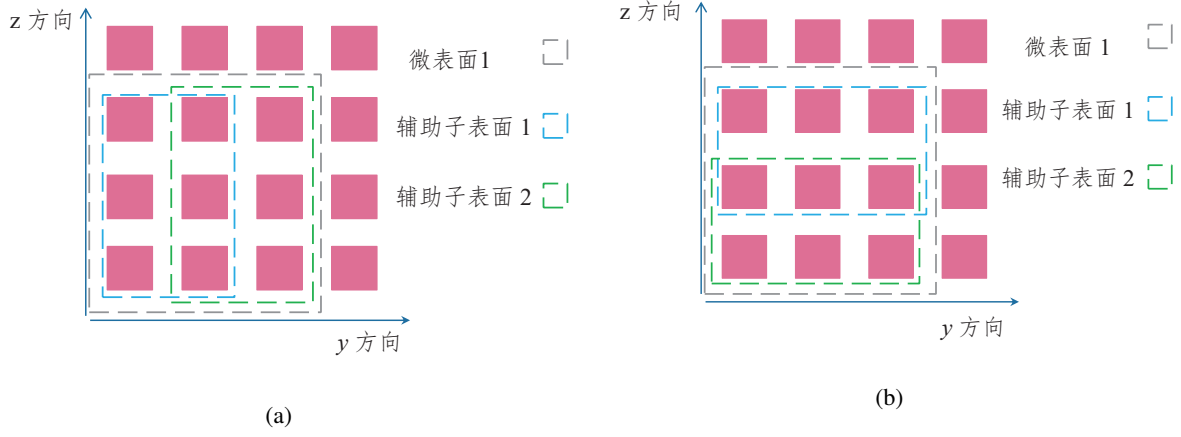 z 方向
微表面1
辅助子表面 1
辅助子表面 2
y 方向
(a)
z 方向
微表面 1
辅助子表面 1
辅助子表面 2
y 方向
(b)